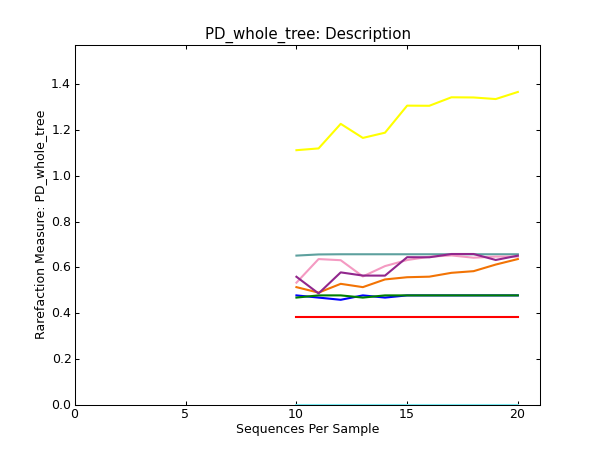 PD_whole_tree: Description
Rarefaction Measure: PD_whole_tree
1.4
1.2
1.0
0.8
0.6
0.4
0.2
0.0
0 5 10 15 20
Sequences Per Sample